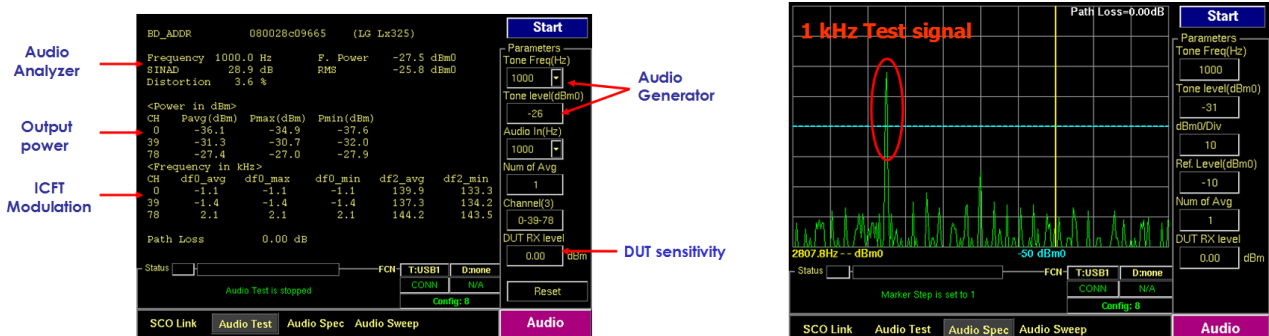 Audio
Analyzer
Output
power
ICFT
Modulation
BD_ADDR 080028c09665 (LG Lx325)
Frequency 1000.0 Hz F. Power -27.5 dBm0
SINAD 28.9 dB RMS -25.8 dBm0
Distortion 3.6 %
<Power in dBm>
CH Pavg(dBm) Pmax(dBm) Pmin(dBm)
0 -36.1 -34.9 -37.6
39 -31.3 -30.7 -32.0
78 -27.4 -27.0 -27.9
<Frequency in kHz>
CH df0_avg df0_max df0_min df2_avg df2_min
0 -1.1 -1.1 -1.1 139.9 133.3
39 -1.4 -1.4 -1.4 137.3 134.2
78 2.1 2.1 2.1 144.2 143.5
Path Loss 0.00 dB
Status
FCN
T:USB1 D:none
CONN N/A
Config: 8
Audio Test is stopped
SCO Link Audio Test Audio Spec Audio Sweep
Start
Parameters
Tone Freq(Hz)
1000
Tone level(dBm0)
-26
Audio In(Hz)
1000
Num of Avg
1
Channel(3)
0-39-78
DUT RX level
0.00 dBm
Reset
Audio
Audio
Generator
DUT sensitivity
Path Loss=0.00dB
1 kHz Test signal
2807.8Hz -- dBm0 -50 dBm0
Status
FCN
T:USB1 D:none
CONN N/A
Config: 8
Marker Step is set to 1
SCO Link Audio Test Audio Spec Audio Sweep
Start
Parameters
Tone Freq(Hz)
1000
Tone level(dBm0)
-31
dBm0/Div
10
Ref. Level(dBm0)
-10
Num of Avg
1
DUT RX level
0.00 dBm
Audio